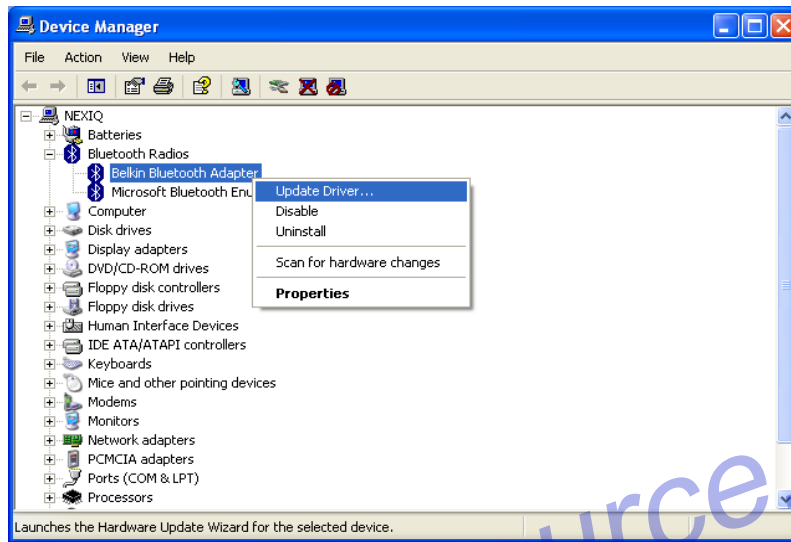 Device Manager
File Action View Help
NEXIQ
Batteries
Bluetooth Radios
Belkin Bluetooth Adapter
Microsoft Bluetooth Enu
Update Driver...
Disable
Uninstall
Scan for hardware changes
Properties
Computer
Disk drives
Display adapters
DVD/CD-ROM drives
Floppy disk controllers
Floppy disk drives
Human Interface Devices
IDE ATA/ATAPI controllers
Keyboards
Mice and other pointing devices
Modems
Monitors
Network adapters
PCMCIA adapters
Ports (COM & LPT)
Processors
Launches the Hardware Update Wizard for the selected device.
urce